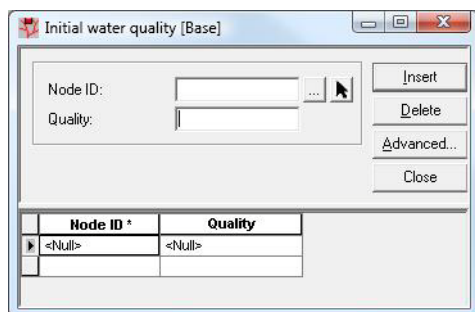 Initial water quality [Base]
Node ID: ...
Insert
Quality:
Delete
Advanced...
Close
Node ID * Quality
<Null> <Null>